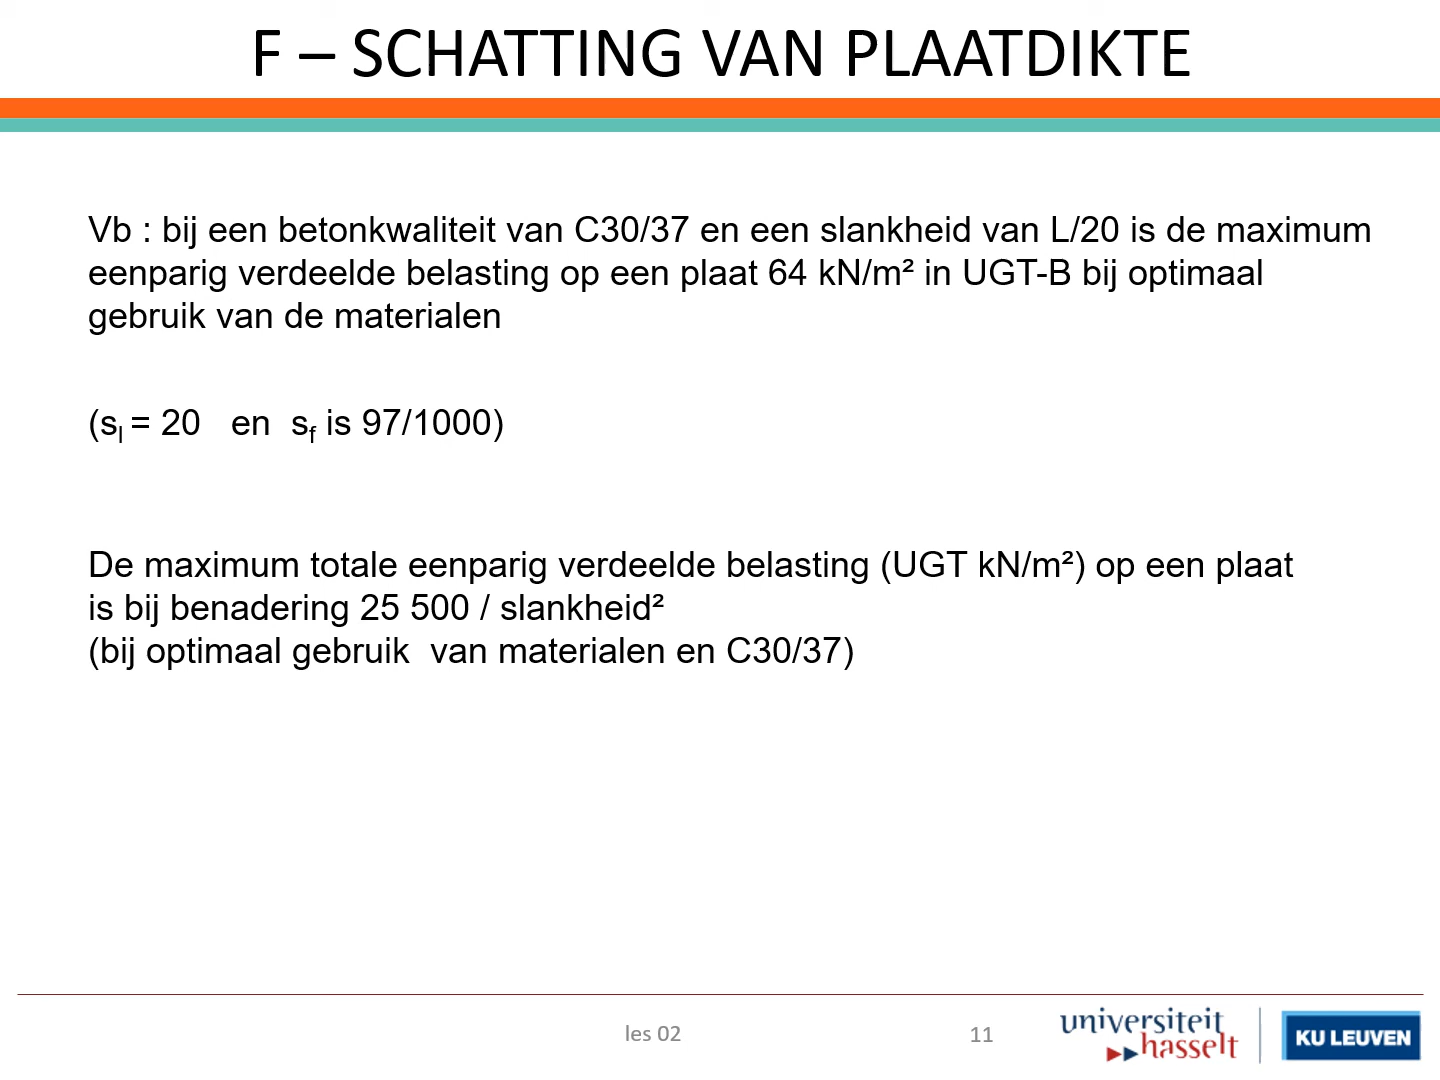 F – SCHATTING VAN PLAATDIKTE
Vb : bij een betonkwaliteit van C30/37 en een slankheid van L/20 is de maximum
eenparig verdeelde belasting op een plaat 64 kN/m² in UGT-B bij optimaal
gebruik van de materialen
(sl = 20 en sf is 97/1000)
De maximum totale eenparig verdeelde belasting (UGT kN/m²) op een plaat
is bij benadering 25 500 / slankheid²
(bij optimaal gebruik van materialen en C30/37)
les 02
11
universiteit
hasselt
KU LEUVEN